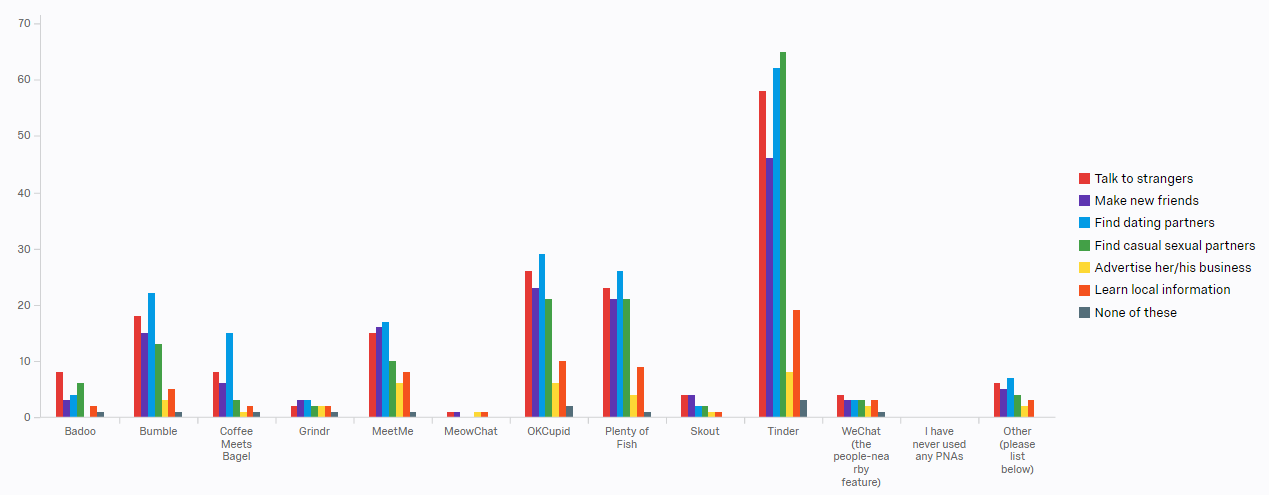 70
60
50
40
30
20
10
0
Badoo
Bumble
Coffee
Meets
Bagel
Grindr
MeetMe
MeowChat
OKCupid
Plenty of
Fish
Skout
Tinder
WeChat
(the
people-nea
rby
feature)
I have
never used
any PNAs
Other
(please
list
below)
Talk to strangers
Make new friends
Find dating partners
Find casual sexual partners
Advertise her/his business
Learn local information
None of these